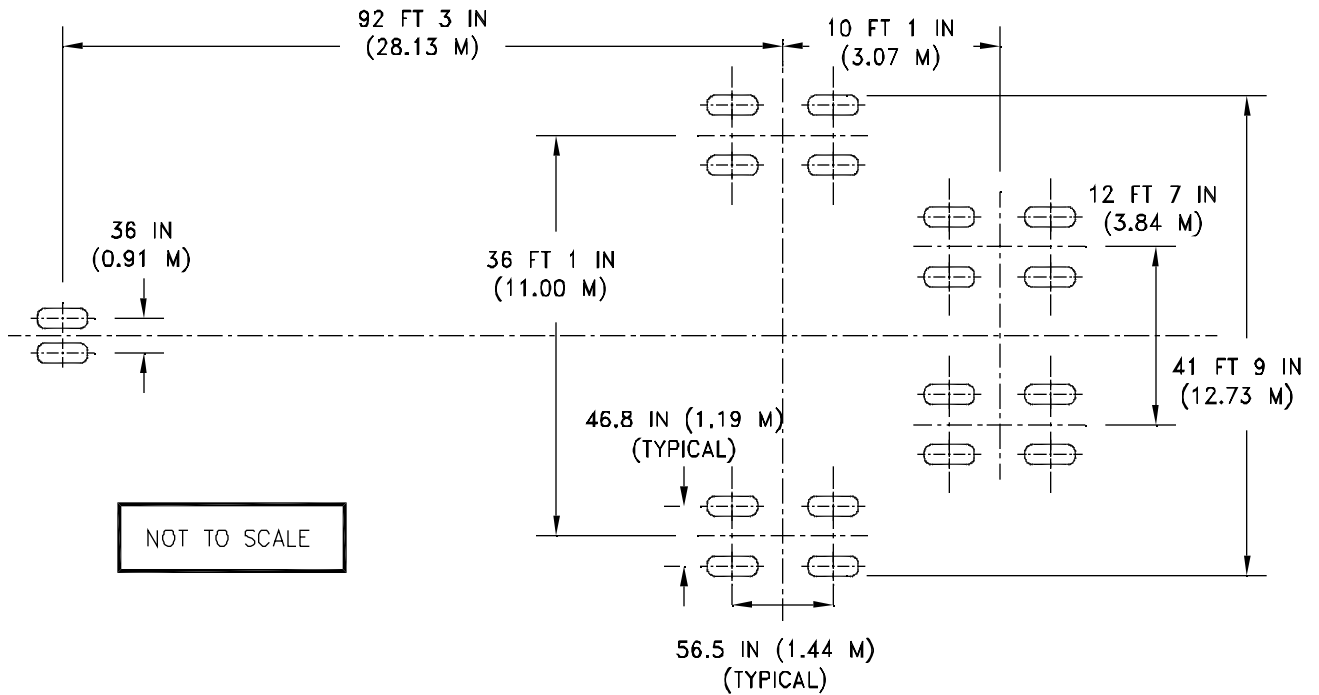 92 FT 3 IN
(28.13 M)
10 FT 1 IN
(3.07 M)
12 FT 7 IN
(3.84 M)
36 IN
(0.91 M)
36 FT 1 IN
(11.00 M)
41 FT 9 IN
(12.73 M)
46.8 IN (1.19 M)
(TYPICAL)
NOT TO SCALE
56.5 IN (1.44 M)
(TYPICAL)